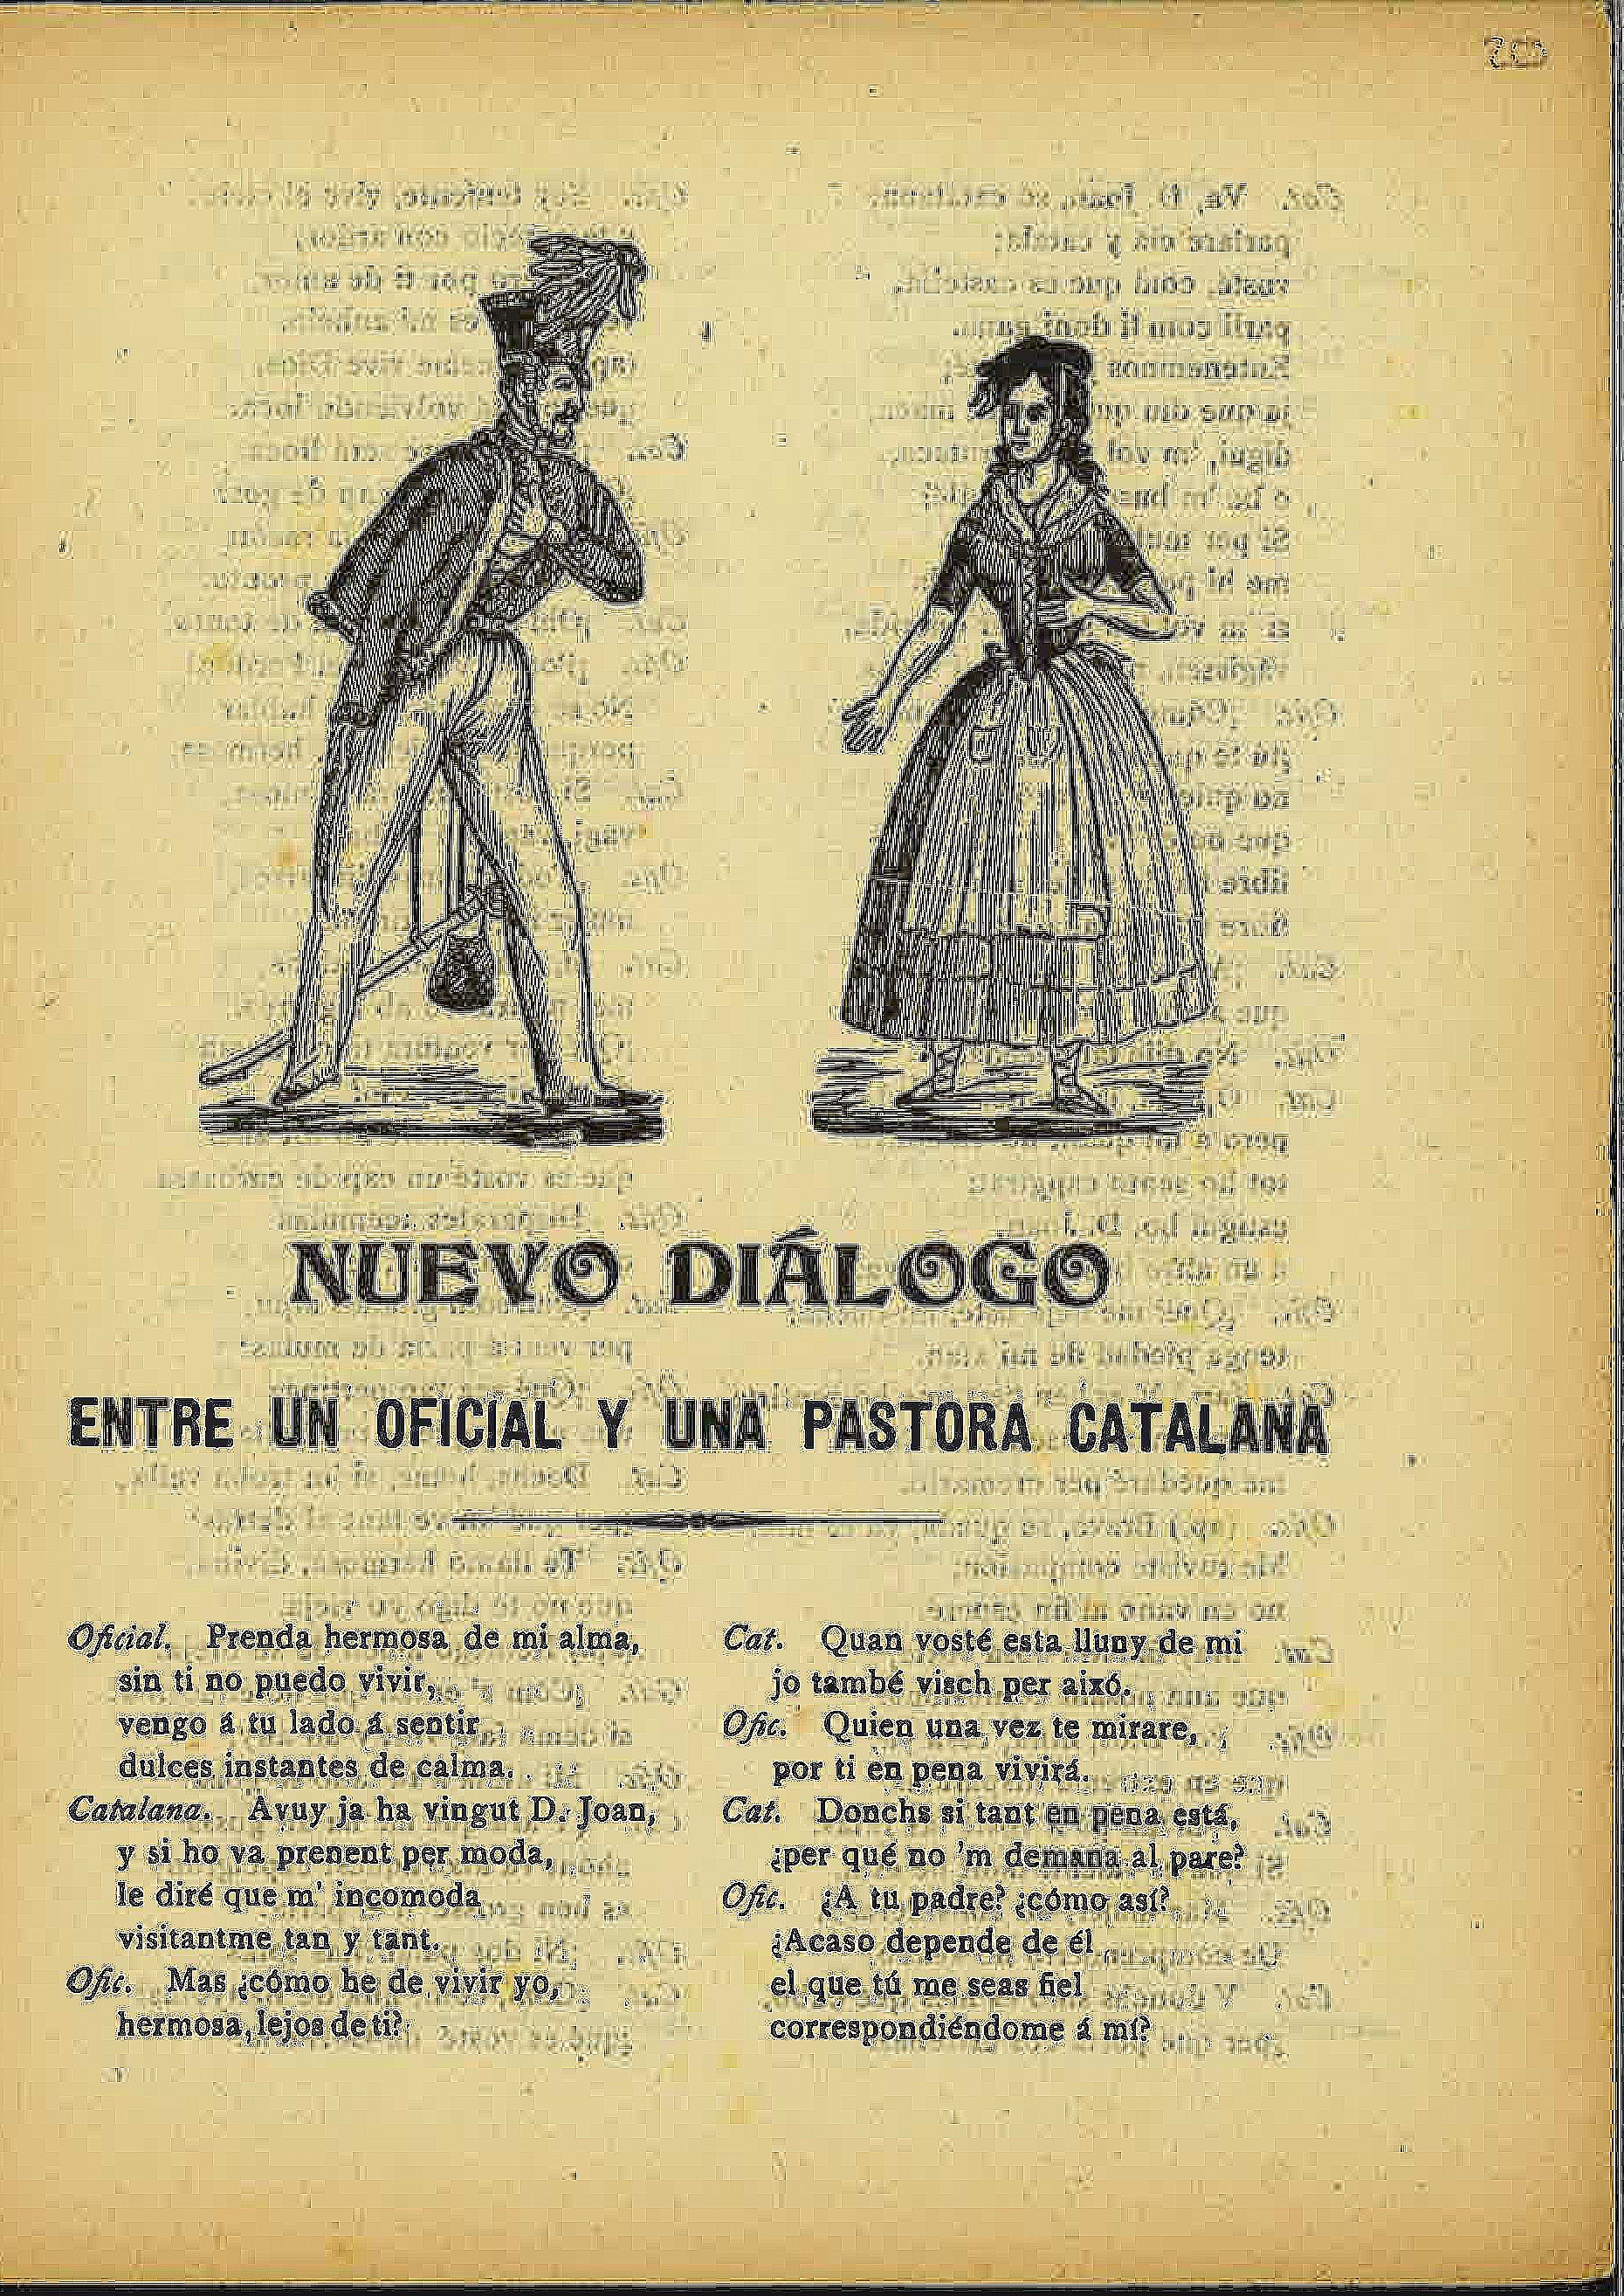 NUEVO DIÁLOGO
ENTRE UN OFICIAL Y UNA PASTORA CATALANA
Oficial. Prenda hermosa de mi alma,
sin ti no puedo vivir,
vengo á tu lado á sentir
dulces instantes de calma.
Catalana. Avuy ja ha vingut D. Joan,
y si ho va prenent per moda,
le diré que m' incomoda
visitantme tan y tant.
Ofic. Mas ¿cómo he de vivir yo,
hermosa, lejos de ti?
Cat. Quan vosté esta lluny de mi
jo també visch per aixó.
Ofic. Quien una vez te mirare,
por ti en pena vivirá.
Cat. Donchs si tant en pena está,
¿per qué no 'm demana al pare?
Ofic. ¿A tu padre? ¿cómo así?
¿Acaso depende de él
el que tú me seas fiel
correspondiéndome á mí?